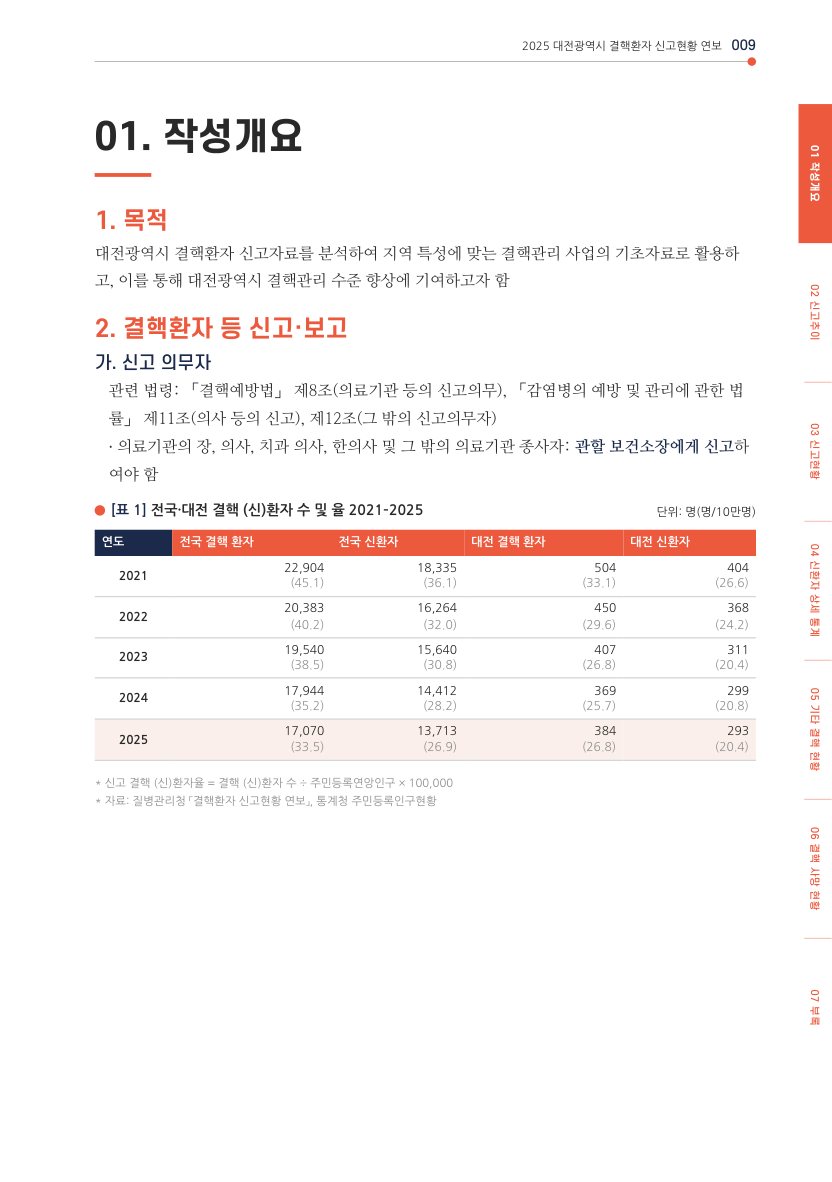 2025 대전광역시 결핵환자 신고현황 연보 009
01. 작성개요
1. 목적
대전광역시 결핵환자 신고자료를 분석하여 지역 특성에 맞는 결핵관리 사업의 기초자료로 활용하
고, 이를 통해 대전광역시 결핵관리 수준 향상에 기여하고자 함
2. 결핵환자 등 신고·보고
가. 신고 의무자
관련 법령: 「결핵예방법」 제8조(의료기관 등의 신고의무), 「감염병의 예방 및 관리에 관한 법
률」 제11조(의사 등의 신고), 제12조(그 밖의 신고의무자)
· 의료기관의 장, 의사, 치과 의사, 한의사 및 그 밖의 의료기관 종사자: 관할 보건소장에게 신고하
여야 함
[표 1] 전국·대전 결핵 (신)환자 수 및 율 2021-2025 단위: 명(명/10만명)
연도 전국 결핵 환자 전국 신환자 대전 결핵 환자 대전 신환자
2021 22,904 18,335 504 404
(45.1) (36.1) (33.1) (26.6)
2022 20,383 16,264 450 368
(40.2) (32.0) (29.6) (24.2)
2023 19,540 15,640 407 311
(38.5) (30.8) (26.8) (20.4)
2024 17,944 14,412 369 299
(35.2) (28.2) (25.7) (20.8)
2025 17,070 13,713 384 293
(33.5) (26.9) (26.8) (20.4)
* 신고 결핵 (신)환자율 = 결핵 (신)환자 수 ÷ 주민등록연앙인구 × 100,000
* 자료: 질병관리청 「결핵환자 신고현황 연보」, 통계청 주민등록인구현황
01 작성개요
02 신고추이
03 신고현황
04 신환자 상세 통계
05 기타 결핵 현황
06 결핵 사망 현황
07 부록